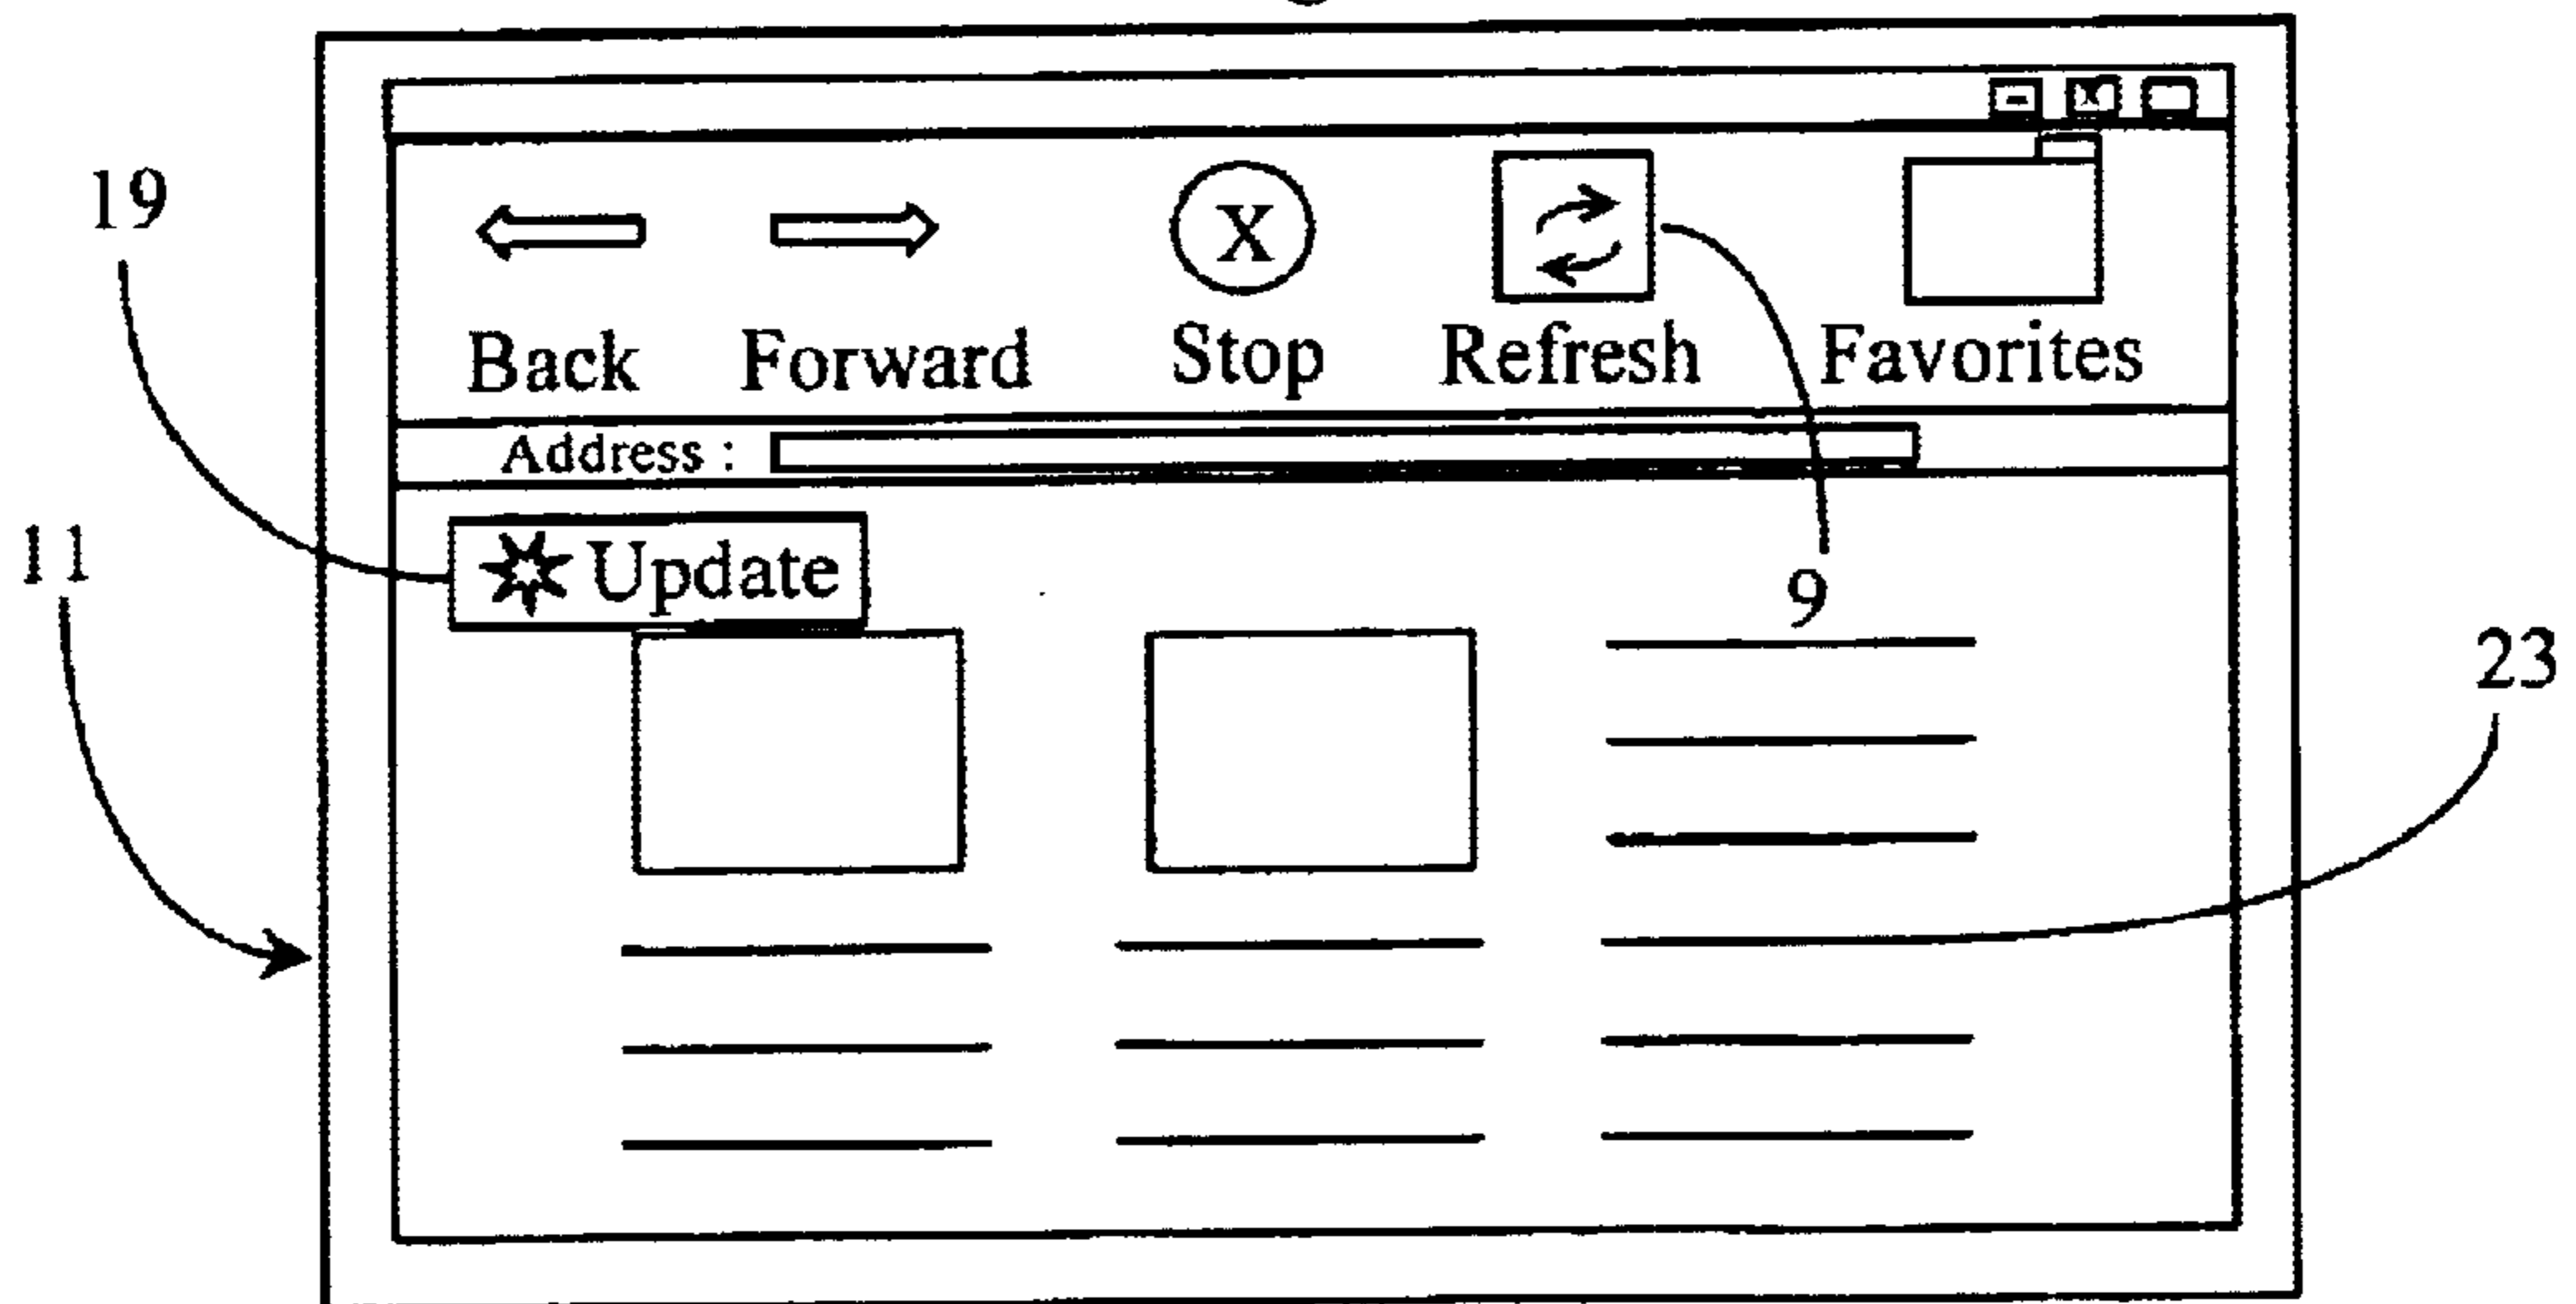 - X
19
X
Back Forward Stop Refresh Favorites
Address :
11
Update
9
23